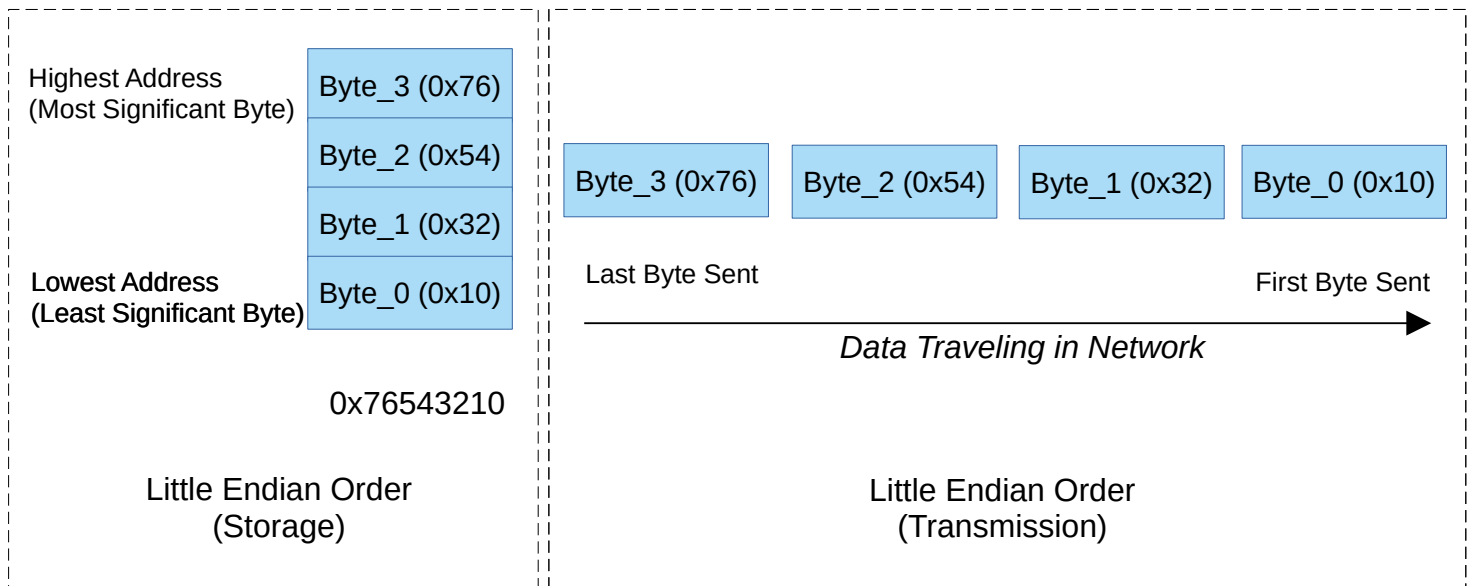 Highest Address
(Most Significant Byte)
Byte_3 (0x76)
Byte_2 (0x54)
Byte_1 (0x32)
Lowest Address
(Least Significant Byte)
Byte_0 (0x10)
0x76543210
Little Endian Order
(Storage)
Byte_3 (0x76) Byte_2 (0x54) Byte_1 (0x32) Byte_0 (0x10)
Last Byte Sent First Byte Sent
Data Traveling in Network
Little Endian Order
(Transmission)